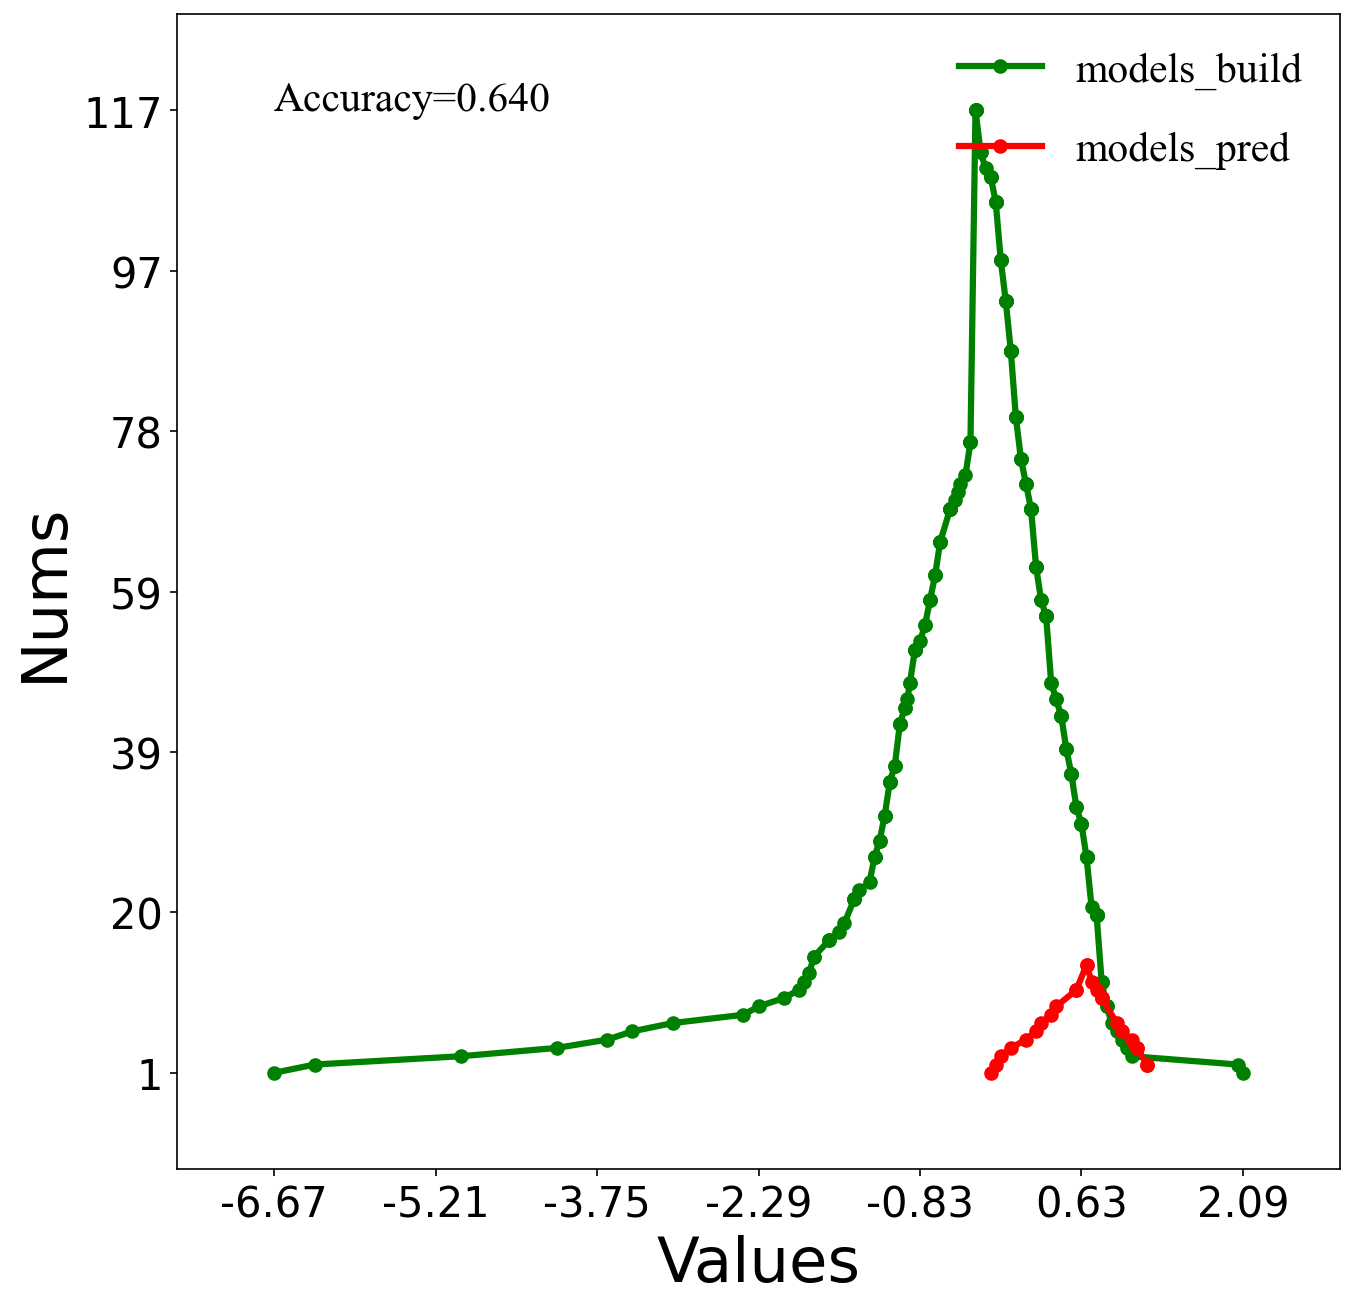 Accuracy=0.640
models_build
models_pred
117
97
78
59
39
20
1
Nums
-6.67 -5.21 -3.75 -2.29 -0.83 0.63 2.09
Values